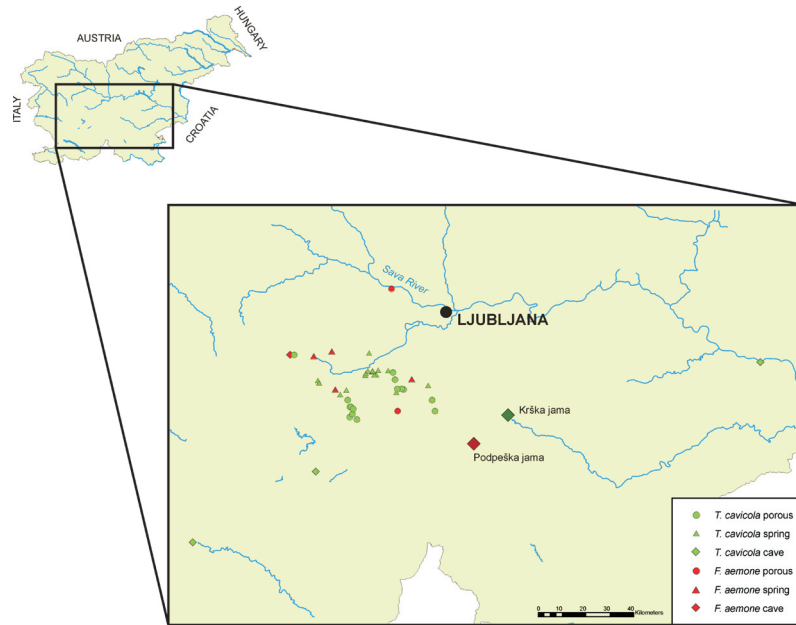 AUSTRIA
HUNGARY
ITALY
CROATIA
Sava River
LJUBLJANA
Krška jama
Podpeška jama
T. cavicola porous
T. cavicola spring
T. cavicola cave
F. aemone porous
F. aemone spring
F. aemone cave
0 5 10 20 30 40
Kilometers